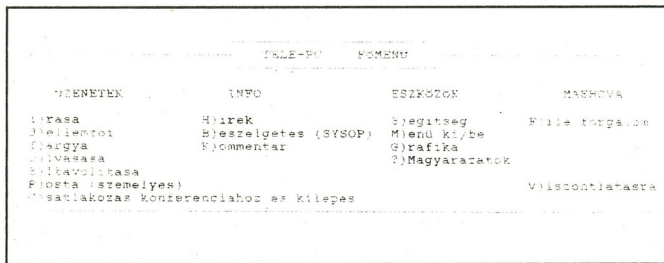 TELE-PC FOMENU
UZENETEK INFO ESZKOZOK MASHOVA
I)rasa H)irek S)egitseg F)ile forgalom
J)ellemzoi B)eszelgetes (SYSOP) M)enu ki/be
T)argya K)ommentar G)rafika
O)lvasasa ?)Magyarazatok
E)ltavolitasa
P)osta (szemelyes) V)iszontlatasra
C)satlakozas konferenciahoz es kilepes